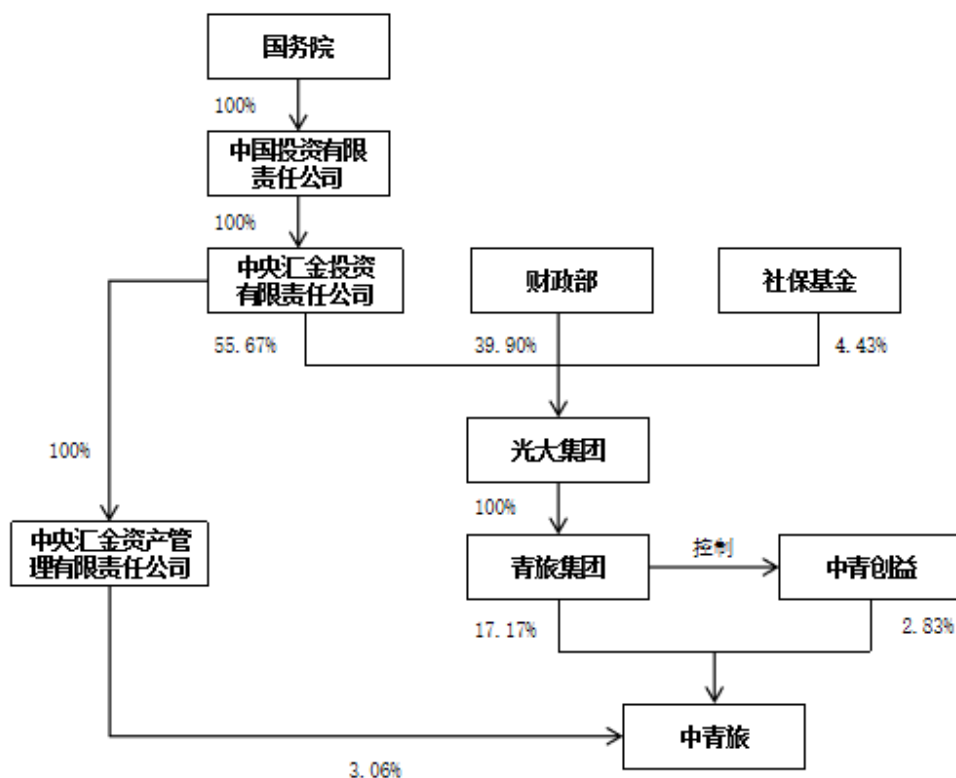 国务院
100%
中国投资有限
责任公司
100%
中央汇金投资
有限责任公司
财政部
社保基金
55.67%
39.90%
4.43%
光大集团
100%
100%
中央汇金资产管
理有限责任公司
青旅集团
控制
中青创益
17.17%
2.83%
中青旅
3.06%